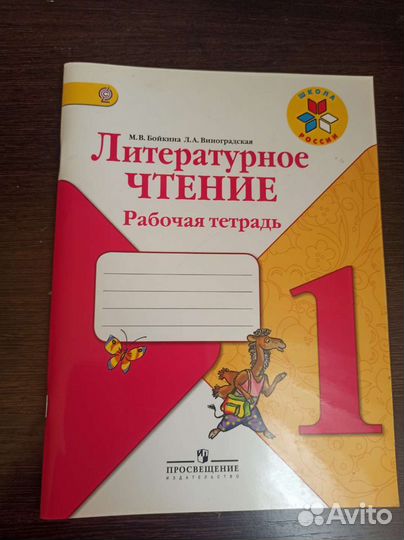 М.В. Бойкина Л.А. Виноградская
ШКОЛА
РОССИИ
Литературное
ЧТЕНИЕ
Рабочая тетрадь
1
ПРОСВЕЩЕНИЕ
ИЗДАТЕЛЬСТВО
Avito